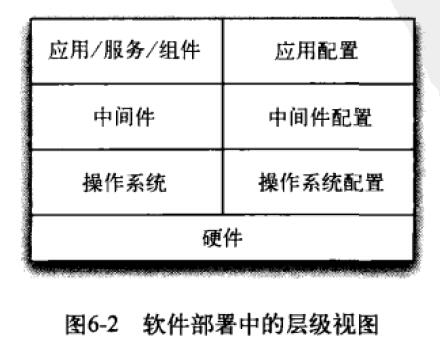 应用/服务/组件 应用配置
中间件 中间件配置
操作系统 操作系统配置
硬件
图6-2 软件部署中的层级视图